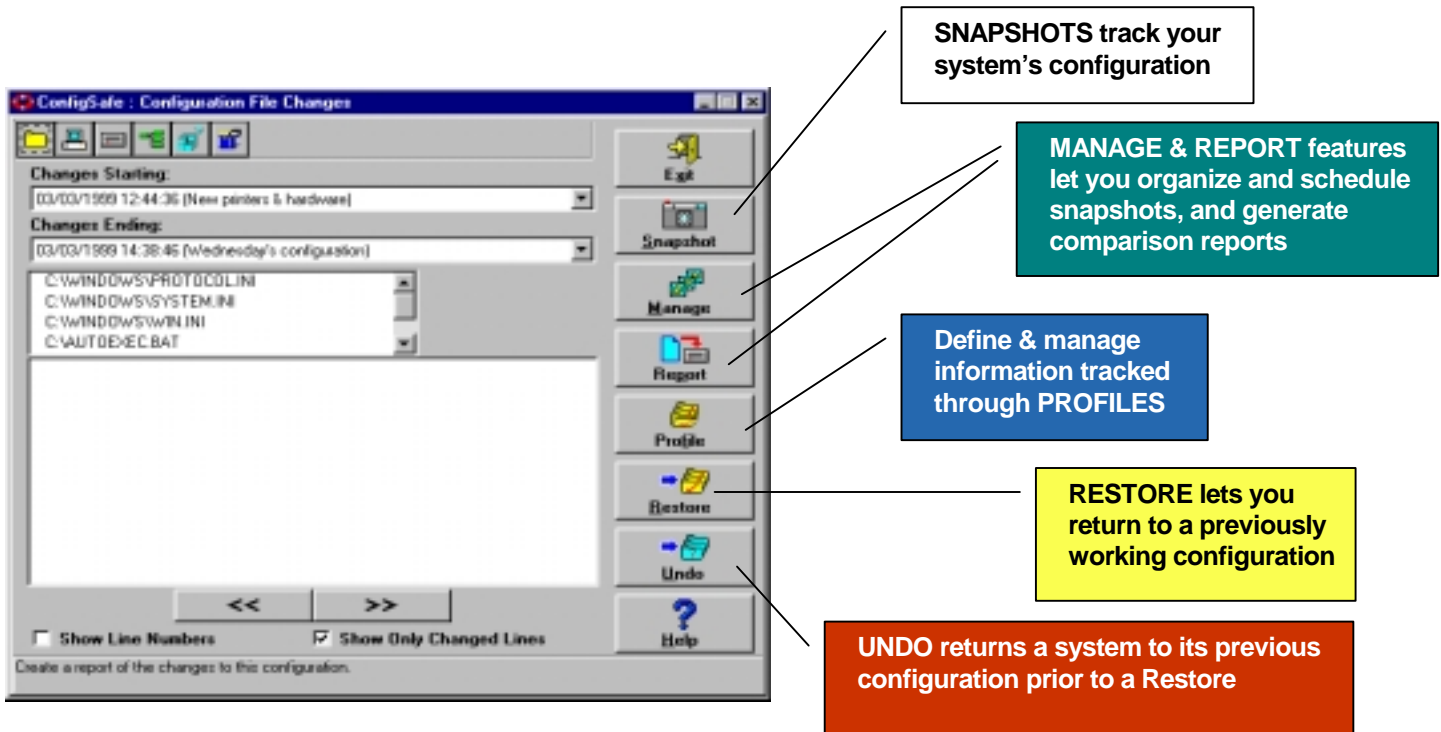 SNAPSHOTS track your
system’s configuration
ConfigSafe : Configuration File Changes
Changes Starting:
03/03/1999 12:44:36 (New printers & hardware)
Changes Ending:
03/03/1999 14:38:46 (Wednesday's configuration)
C:\WINDOWS\PROTOCOL.INI
C:\WINDOWS\SYSTEM.INI
C:\WINDOWS\WIN.INI
C:\AUTOEXEC.BAT
<< >>
Show Line Numbers
Show Only Changed Lines
Create a report of the changes to this configuration.
Exit
Snapshot
Manage
Report
Profile
Restore
Undo
?
Help
MANAGE & REPORT features
let you organize and schedule
snapshots, and generate
comparison reports
Define & manage
information tracked
through PROFILES
RESTORE lets you
return to a previously
working configuration
UNDO returns a system to its previous
configuration prior to a Restore